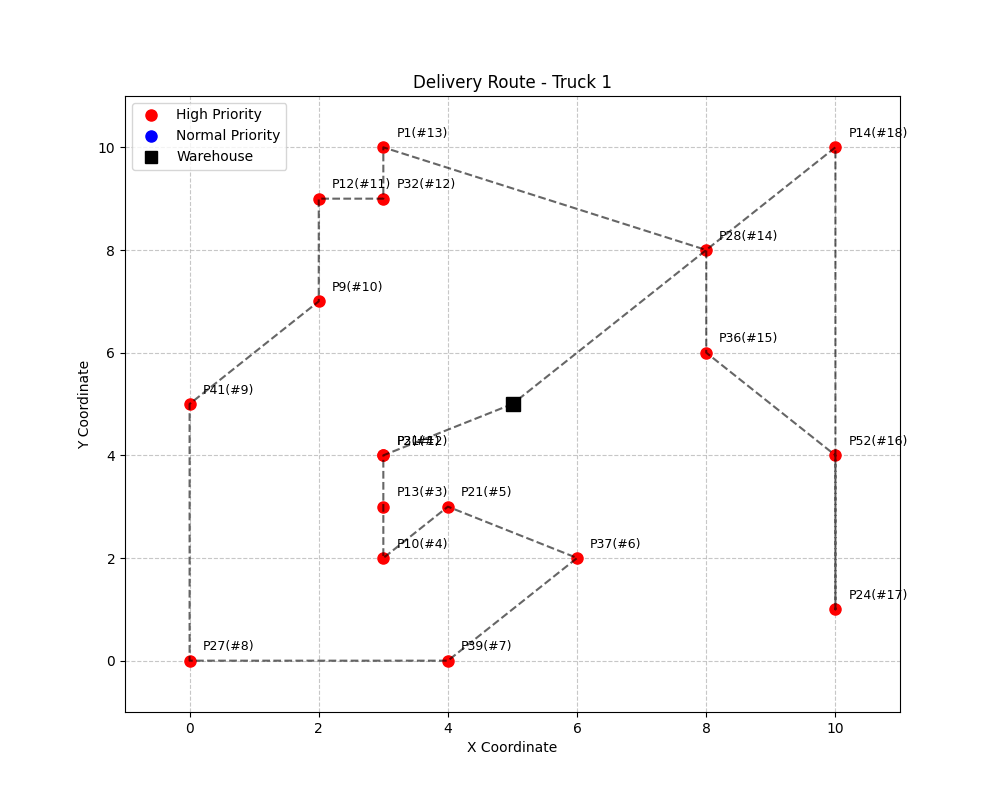 Delivery Route - Truck 1
High Priority
Normal Priority
Warehouse
P1(#13)
P14(#18)
P12(#11)
P32(#12)
P28(#14)
P9(#10)
P36(#15)
P41(#9)
P52(#16)
P13(#3)
P21(#5)
P10(#4)
P37(#6)
P24(#17)
P27(#8)
P39(#7)
10
8
6
4
2
0
Y Coordinate
0
2
4
6
8
10
X Coordinate